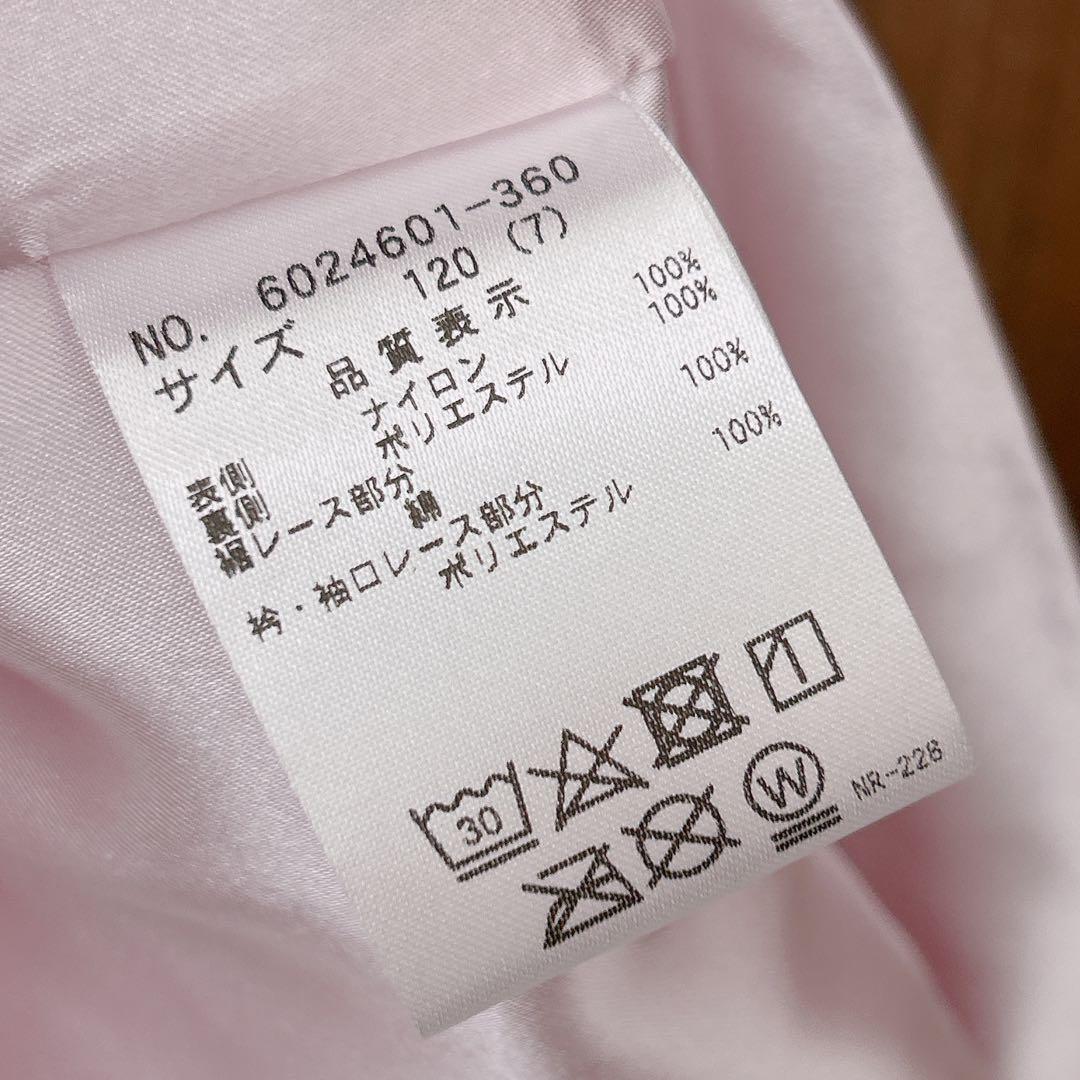 NO. 6024601-360
サイズ 120 (7)
品質表示
表側 ナイロン 100%
裏側 ポリエステル 100%
細レース部分
綿 100%
衿・袖口レース部分
ポリエステル 100%
30
W
NR-226